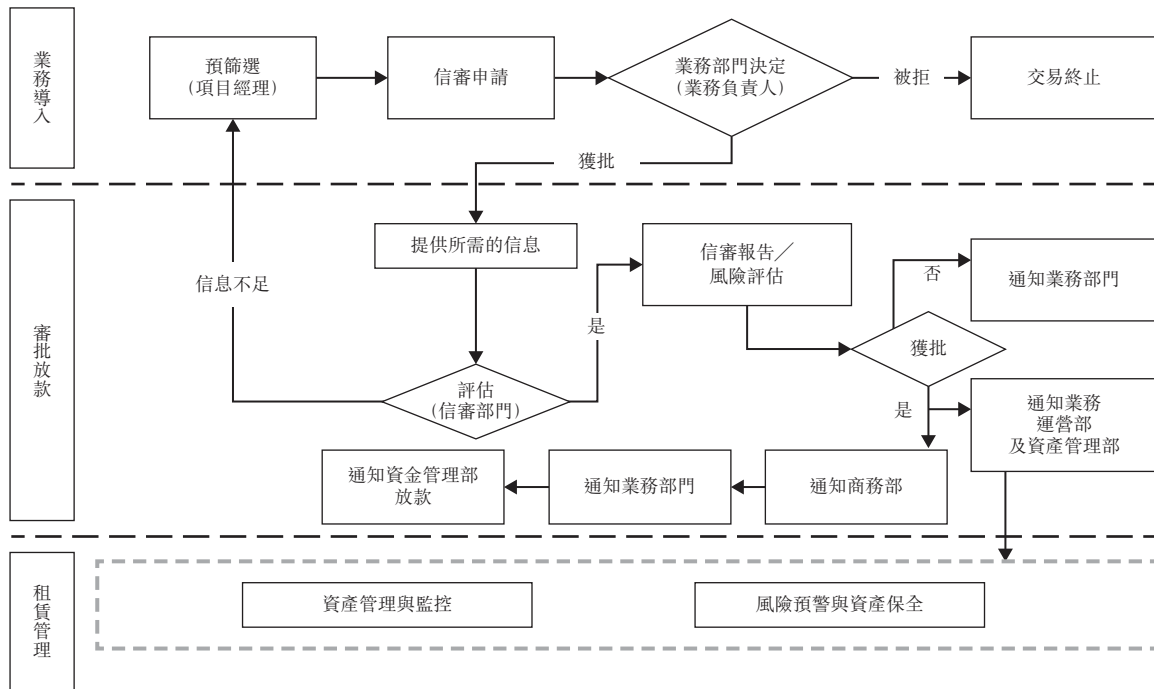 業務導入
預篩選
（項目經理）
信審申請
業務部門決定
（業務負責人）
被拒
交易終止
獲批
審批放款
提供所需的信息
信審報告／
風險評估
否
通知業務部門
信息不足
是
獲批
評估
（信審部門）
是
通知業務
運營部
及資產管理部
通知資金管理部
放款
通知業務部門
通知商務部
租賃管理
資產管理與監控
風險預警與資產保全